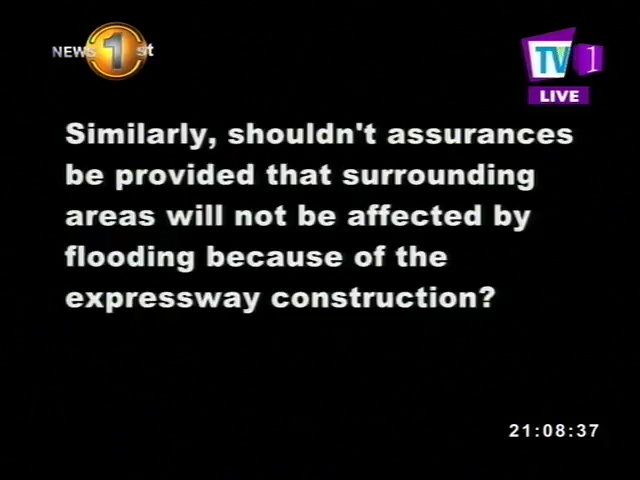 NEWS 1st
TV 1
LIVE
Similarly, shouldn't assurances
be provided that surrounding
areas will not be affected by
flooding because of the
expressway construction?
21:08:37